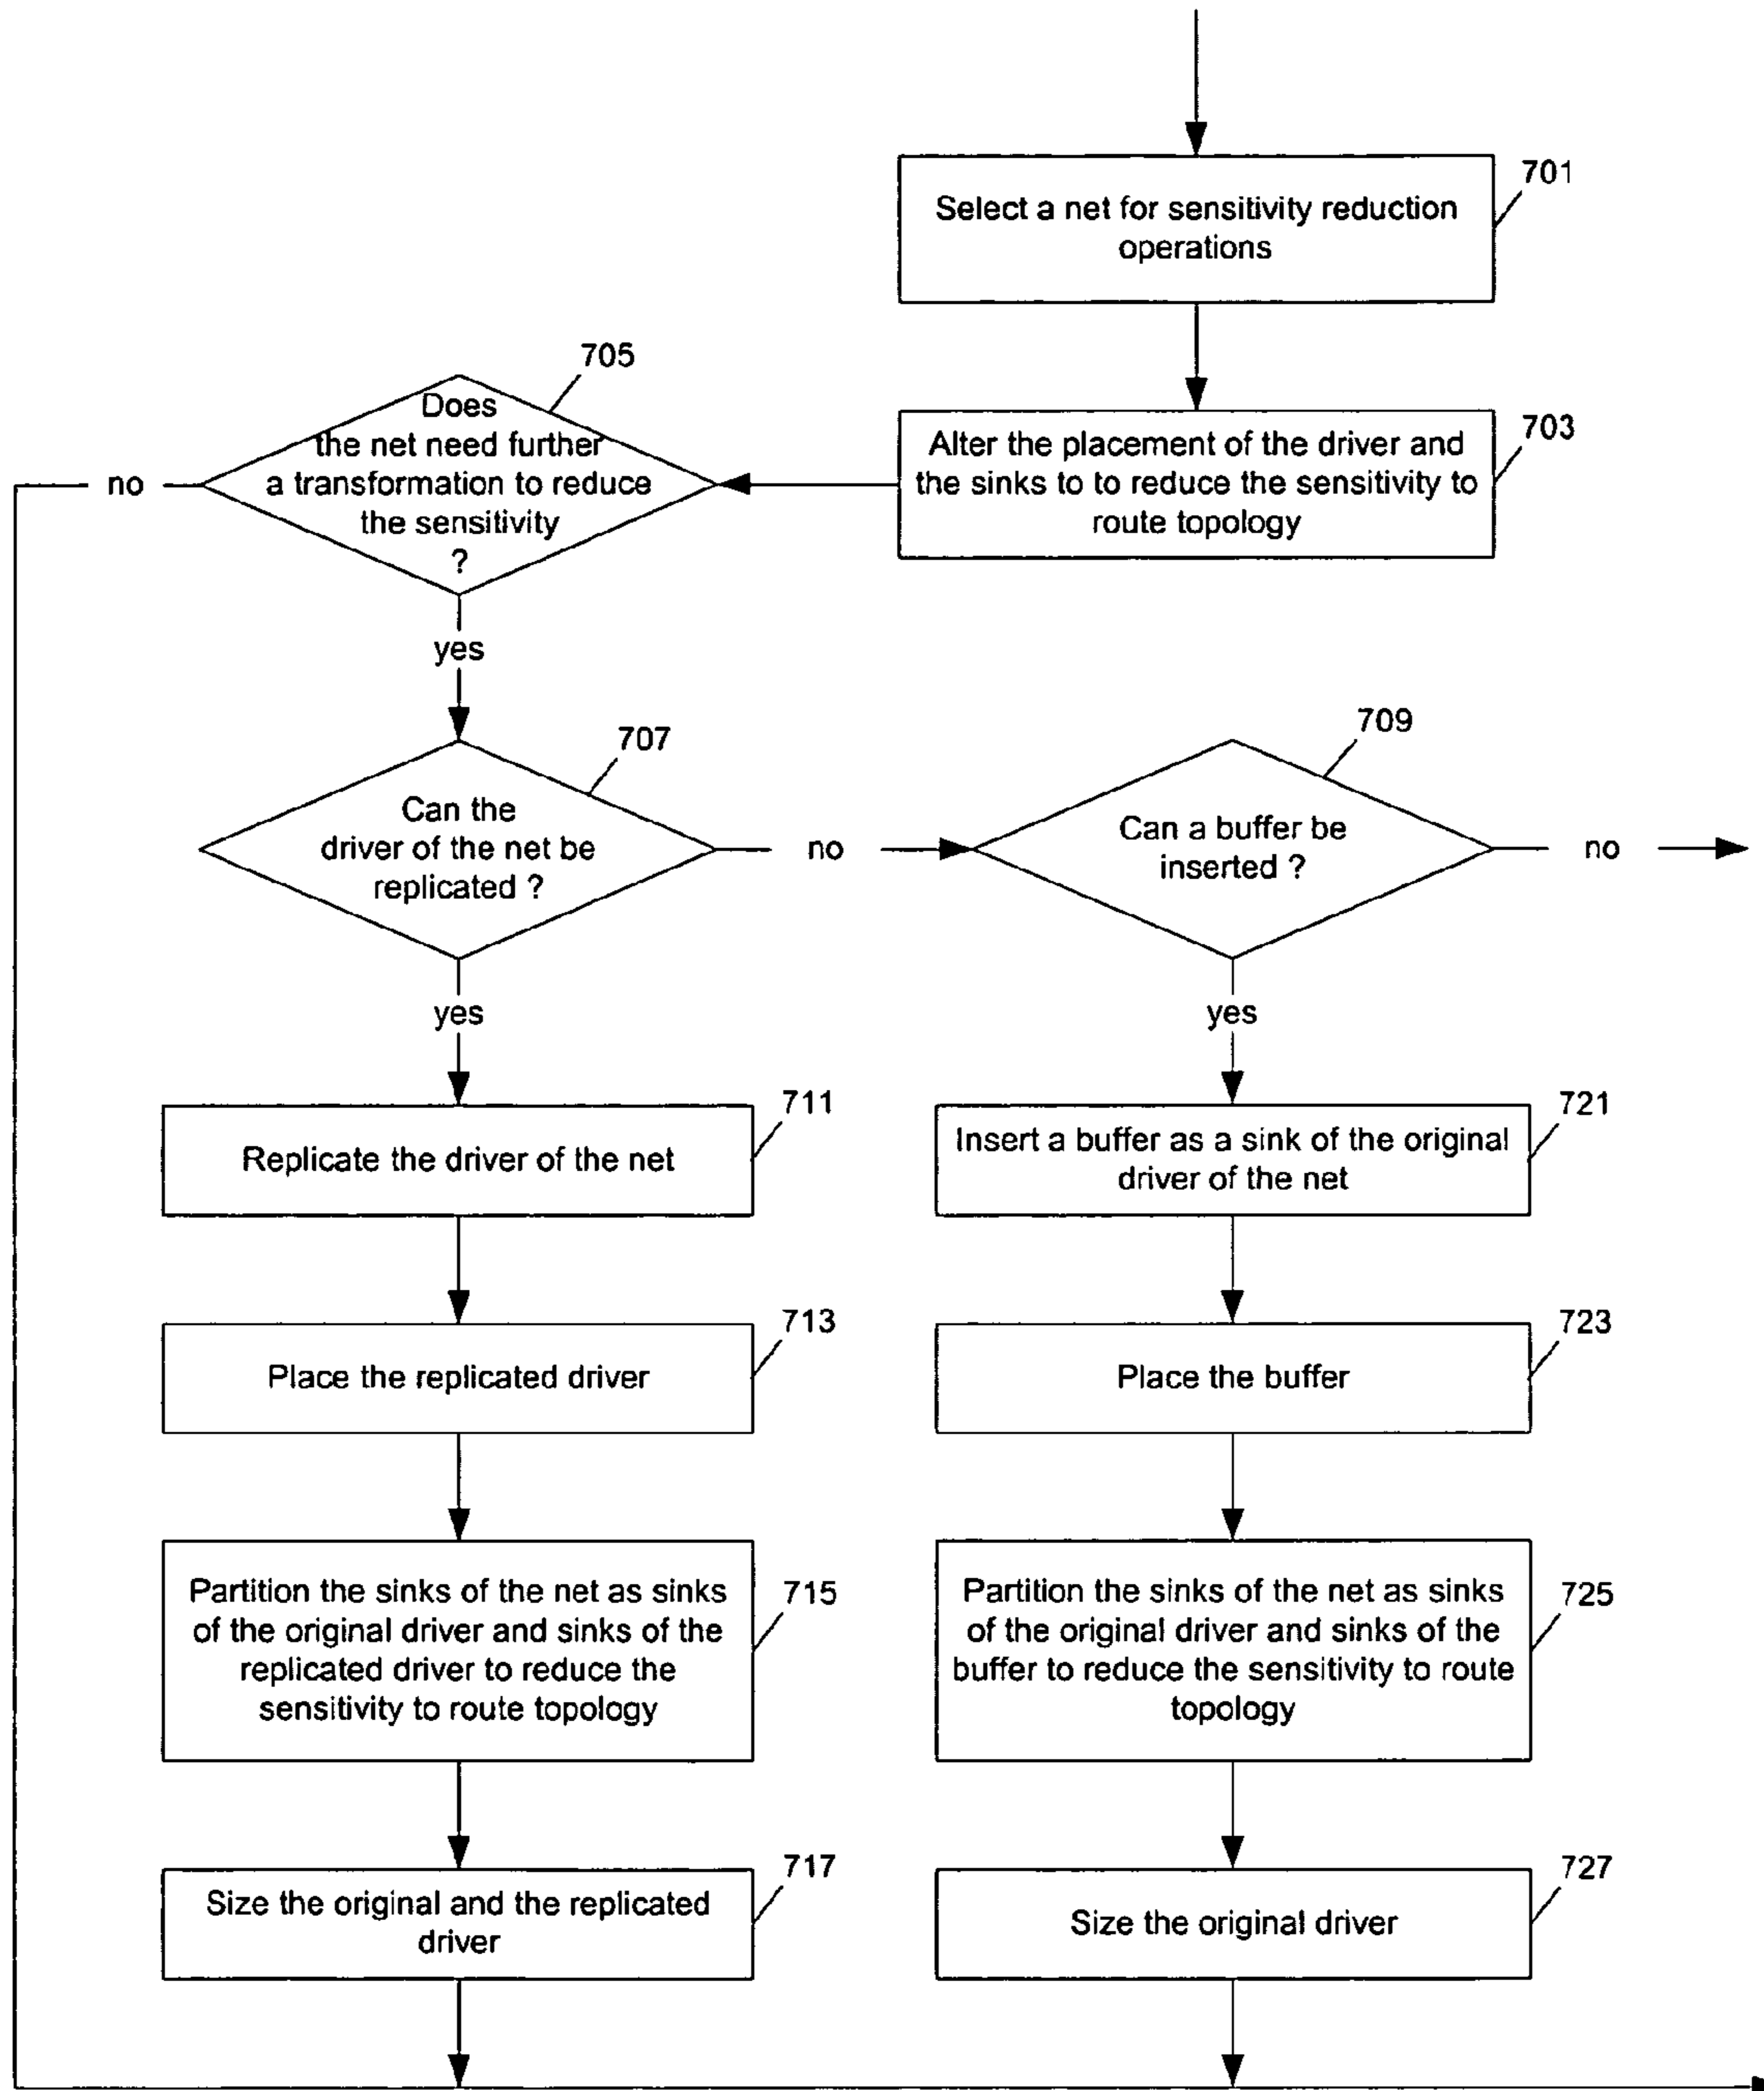 701
Select a net for sensitivity reduction
operations
705
Does
the net need further
a transformation to reduce
the sensitivity
?
no
703
Alter the placement of the driver and
the sinks to to reduce the sensitivity to
route topology
yes
707
Can the
driver of the net be
replicated ?
no
709
Can a buffer be
inserted ?
no
yes
yes
711
Replicate the driver of the net
721
Insert a buffer as a sink of the original
driver of the net
713
Place the replicated driver
723
Place the buffer
715
Partition the sinks of the net as sinks
of the original driver and sinks of the
replicated driver to reduce the
sensitivity to route topology
725
Partition the sinks of the net as sinks
of the original driver and sinks of the
buffer to reduce the sensitivity to route
topology
717
Size the original and the replicated
driver
727
Size the original driver